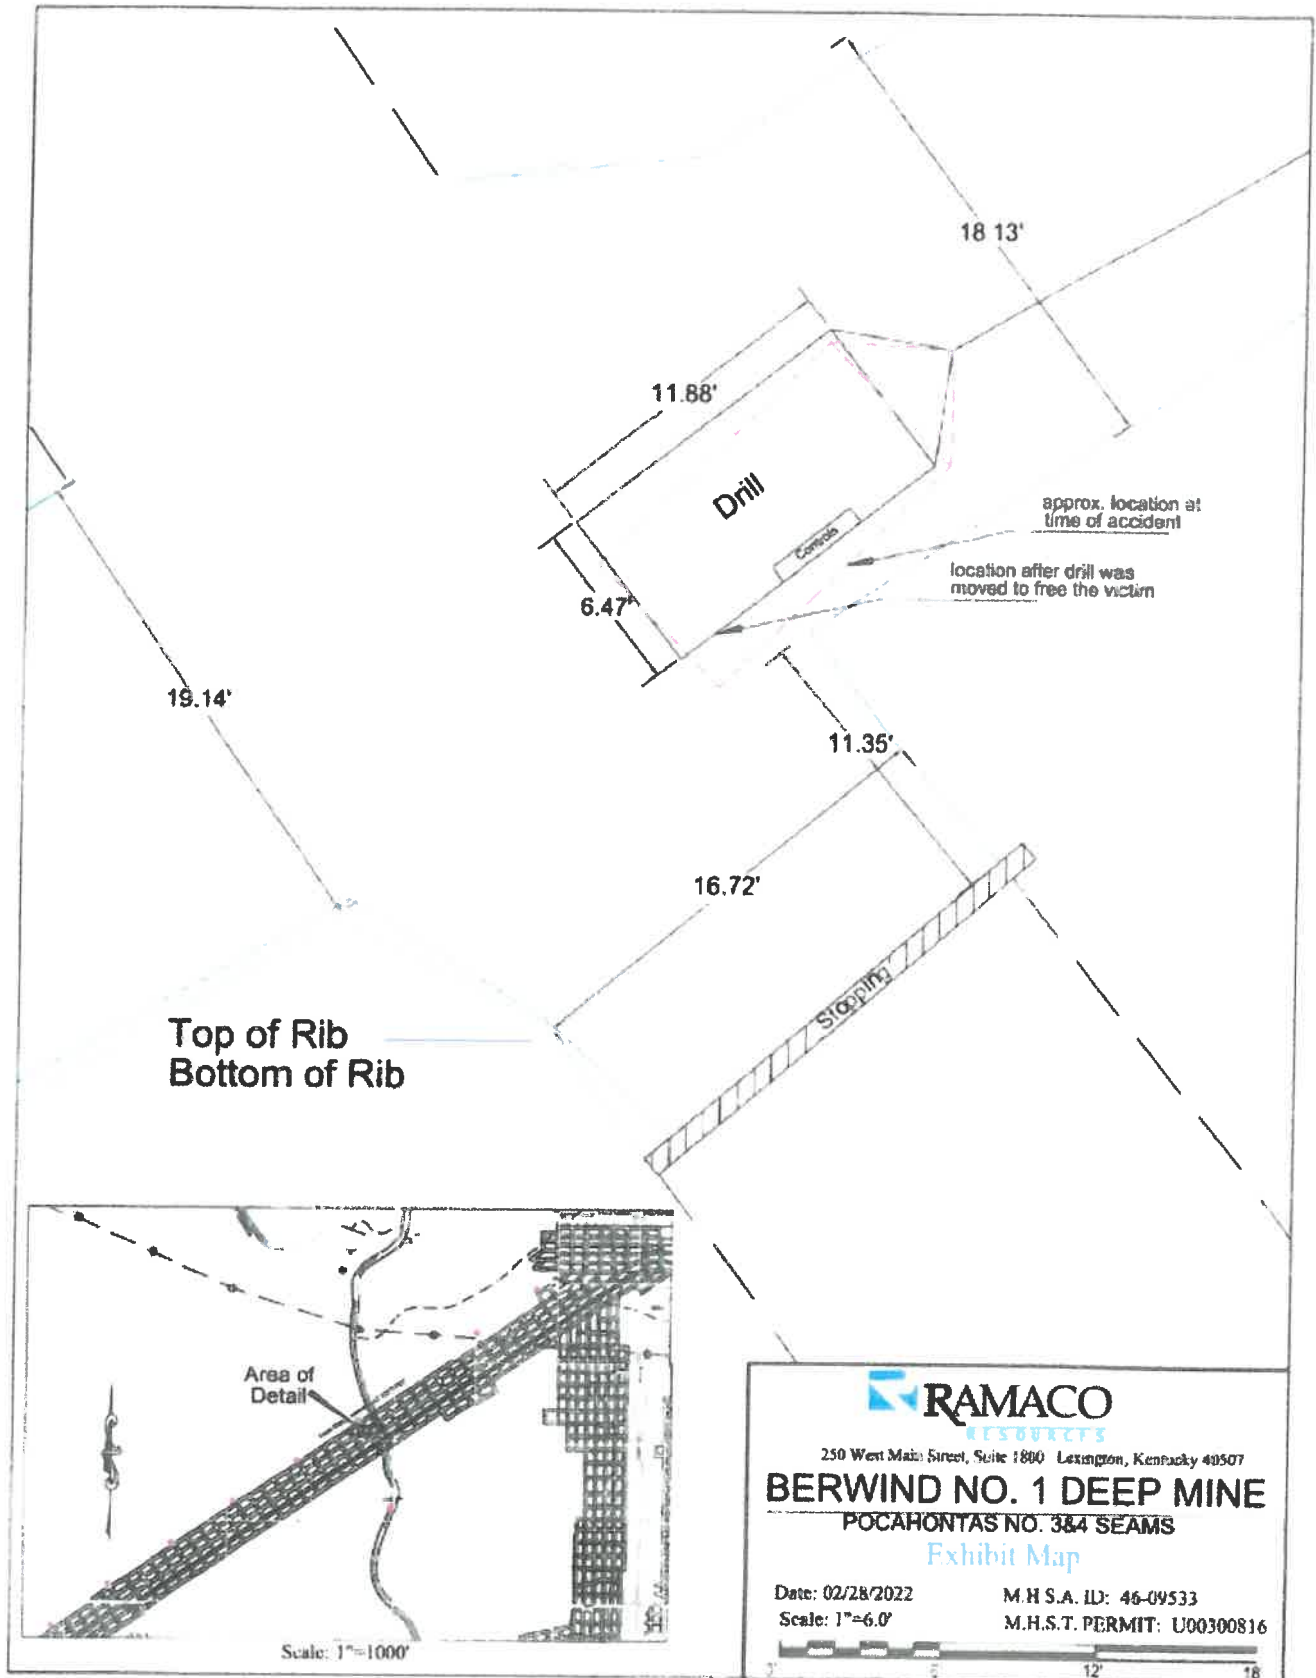 18 13'
11.88'
Drill
Controls
approx. location at
time of accident
location after drill was
moved to free the victim
6.47'
19.14'
11.35'
16.72'
Stopping
Top of Rib
Bottom of Rib
Area of
Detail
Scale: 1"=1000'
RAMACO
RESOURCES
250 West Main Street, Suite 1800 Lexington, Kentucky 40507
BERWIND NO. 1 DEEP MINE
POCAHONTAS NO. 3&4 SEAMS
Exhibit Map
Date: 02/28/2022
M.H S.A. ID: 46-09533
Scale: 1"=6.0'
M.H.S.T. PERMIT: U00300816
0' 6' 12' 18'